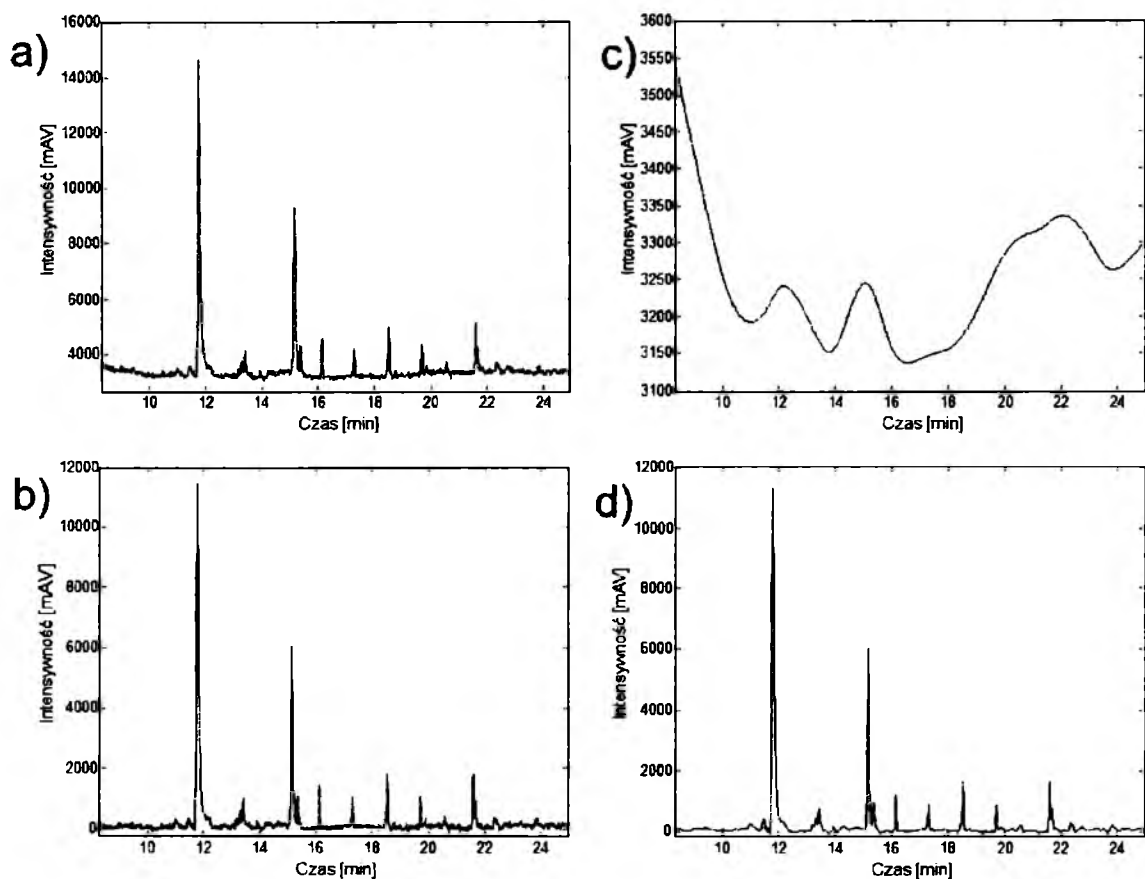 a)
16000
14000
12000
10000
8000
6000
4000
Intensywność [mAV]
10 12 14 16 18 20 22 24
Czas [min]
c)
3600
3550
3500
3450
3400
3350
3300
3250
3200
3150
3100
Intensywność [mAV]
10 12 14 16 18 20 22 24
Czas [min]
b)
12000
10000
8000
6000
4000
2000
0
Intensywność [mAV]
10 12 14 16 18 20 22 24
Czas [min]
d)
12000
10000
8000
6000
4000
2000
0
Intensywność [mAV]
10 12 14 16 18 20 22 24
Czas [min]